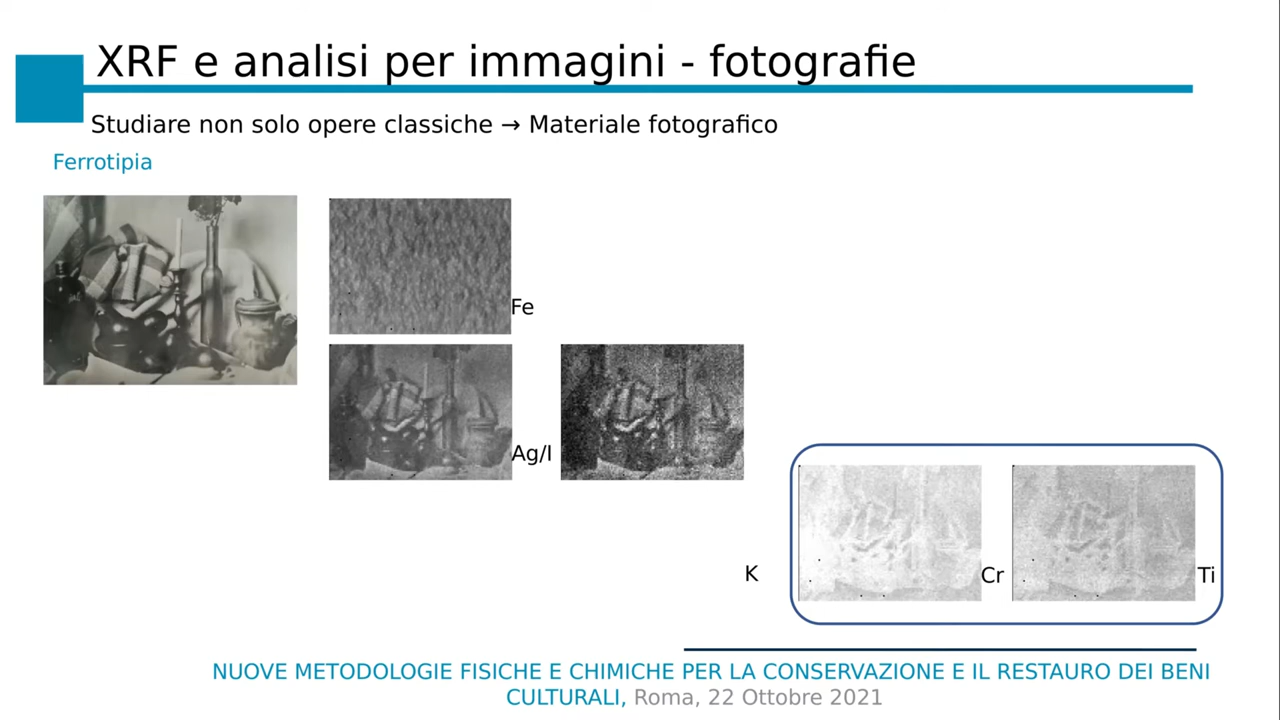 XRF e analisi per immagini - fotografie
Studiare non solo opere classiche → Materiale fotografico
Ferrotipia
Fe
Ag/I
K
Cr
Ti
NUOVE METODOLOGIE FISICHE E CHIMICHE PER LA CONSERVAZIONE E IL RESTAURO DEI BENI
CULTURALI, Roma, 22 Ottobre 2021